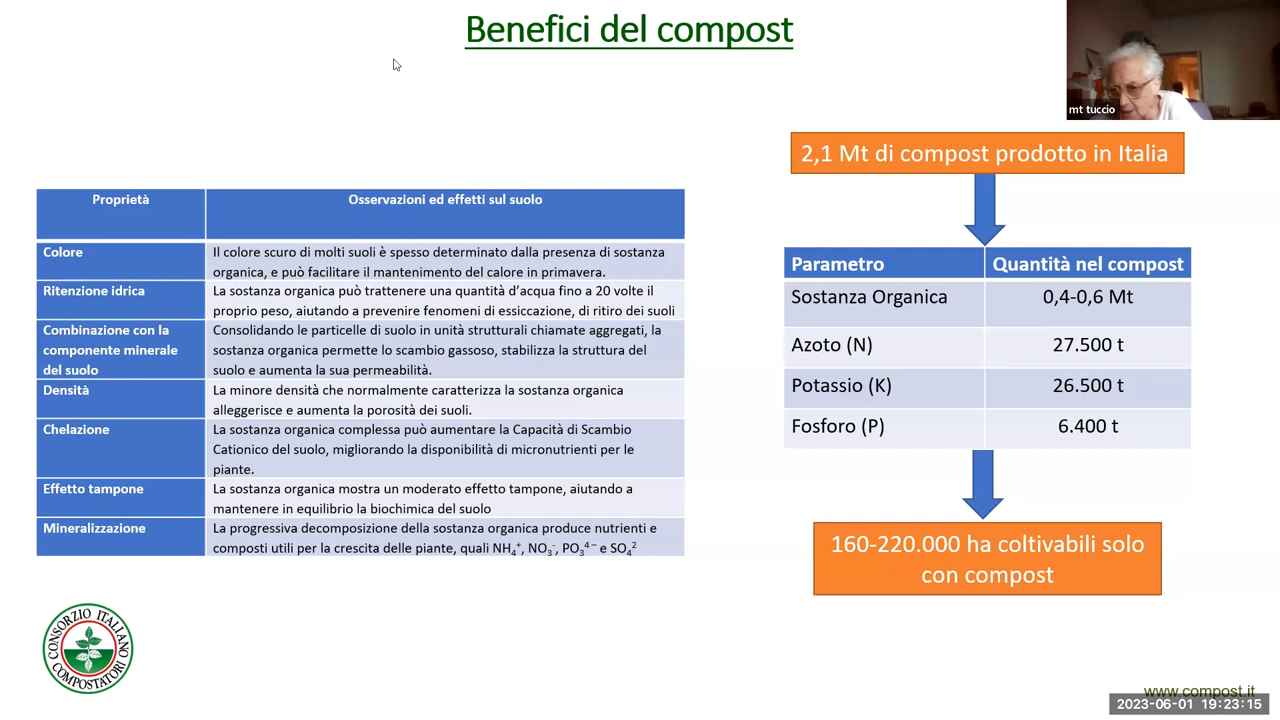 Benefici del compost
mt tuccio
2,1 Mt di compost prodotto in Italia
Proprietà
Osservazioni ed effetti sul suolo
Colore
Il colore scuro di molti suoli è spesso determinato dalla presenza di sostanza
organica, e può facilitare il mantenimento del calore in primavera.
Ritenzione idrica
La sostanza organica può trattenere una quantità d'acqua fino a 20 volte il
proprio peso, aiutando a prevenire fenomeni di essiccazione, di ritiro dei suoli
Combinazione con la
componente minerale
del suolo
Consolidando le particelle di suolo in unità strutturali chiamate aggregati, la
sostanza organica permette lo scambio gassoso, stabilizza la struttura del
suolo e aumenta la sua permeabilità.
Densità
La minore densità che normalmente caratterizza la sostanza organica
alleggerisce e aumenta la porosità dei suoli.
Chelazione
La sostanza organica complessa può aumentare la Capacità di Scambio
Cationico del suolo, migliorando la disponibilità di micronutrienti per le
piante.
Effetto tampone
La sostanza organica mostra un moderato effetto tampone, aiutando a
mantenere in equilibrio la biochimica del suolo
Mineralizzazione
La progressiva decomposizione della sostanza organica produce nutrienti e
composti utili per la crescita delle piante, quali NH₄⁺, NO₃⁻, PO₃⁴⁻ e SO₄²
Parametro
Quantità nel compost
Sostanza Organica
0,4-0,6 Mt
Azoto (N)
27.500 t
Potassio (K)
26.500 t
Fosforo (P)
6.400 t
160-220.000 ha coltivabili solo
con compost
CONSORZIO ITALIANO
COMPOSTATORI
www.compost.it
2023-06-01 19:23:15